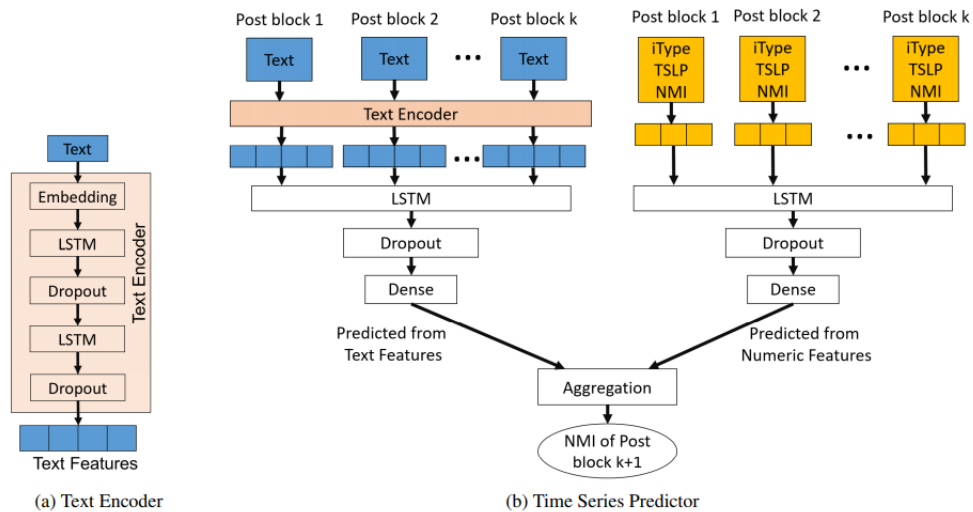 Text
Embedding
LSTM
Dropout
LSTM
Dropout
Text Encoder
Text Features
(a) Text Encoder
Post block 1 Post block 2 Post block k
Text Text ••• Text
Text Encoder
•••
LSTM
Dropout
Dense
Predicted from
Text Features
Post block 1 Post block 2 Post block k
iType iType iType
TSLP TSLP ••• TSLP
NMI NMI NMI
•••
LSTM
Dropout
Dense
Predicted from
Numeric Features
Aggregation
NMI of Post
block k+1
(b) Time Series Predictor